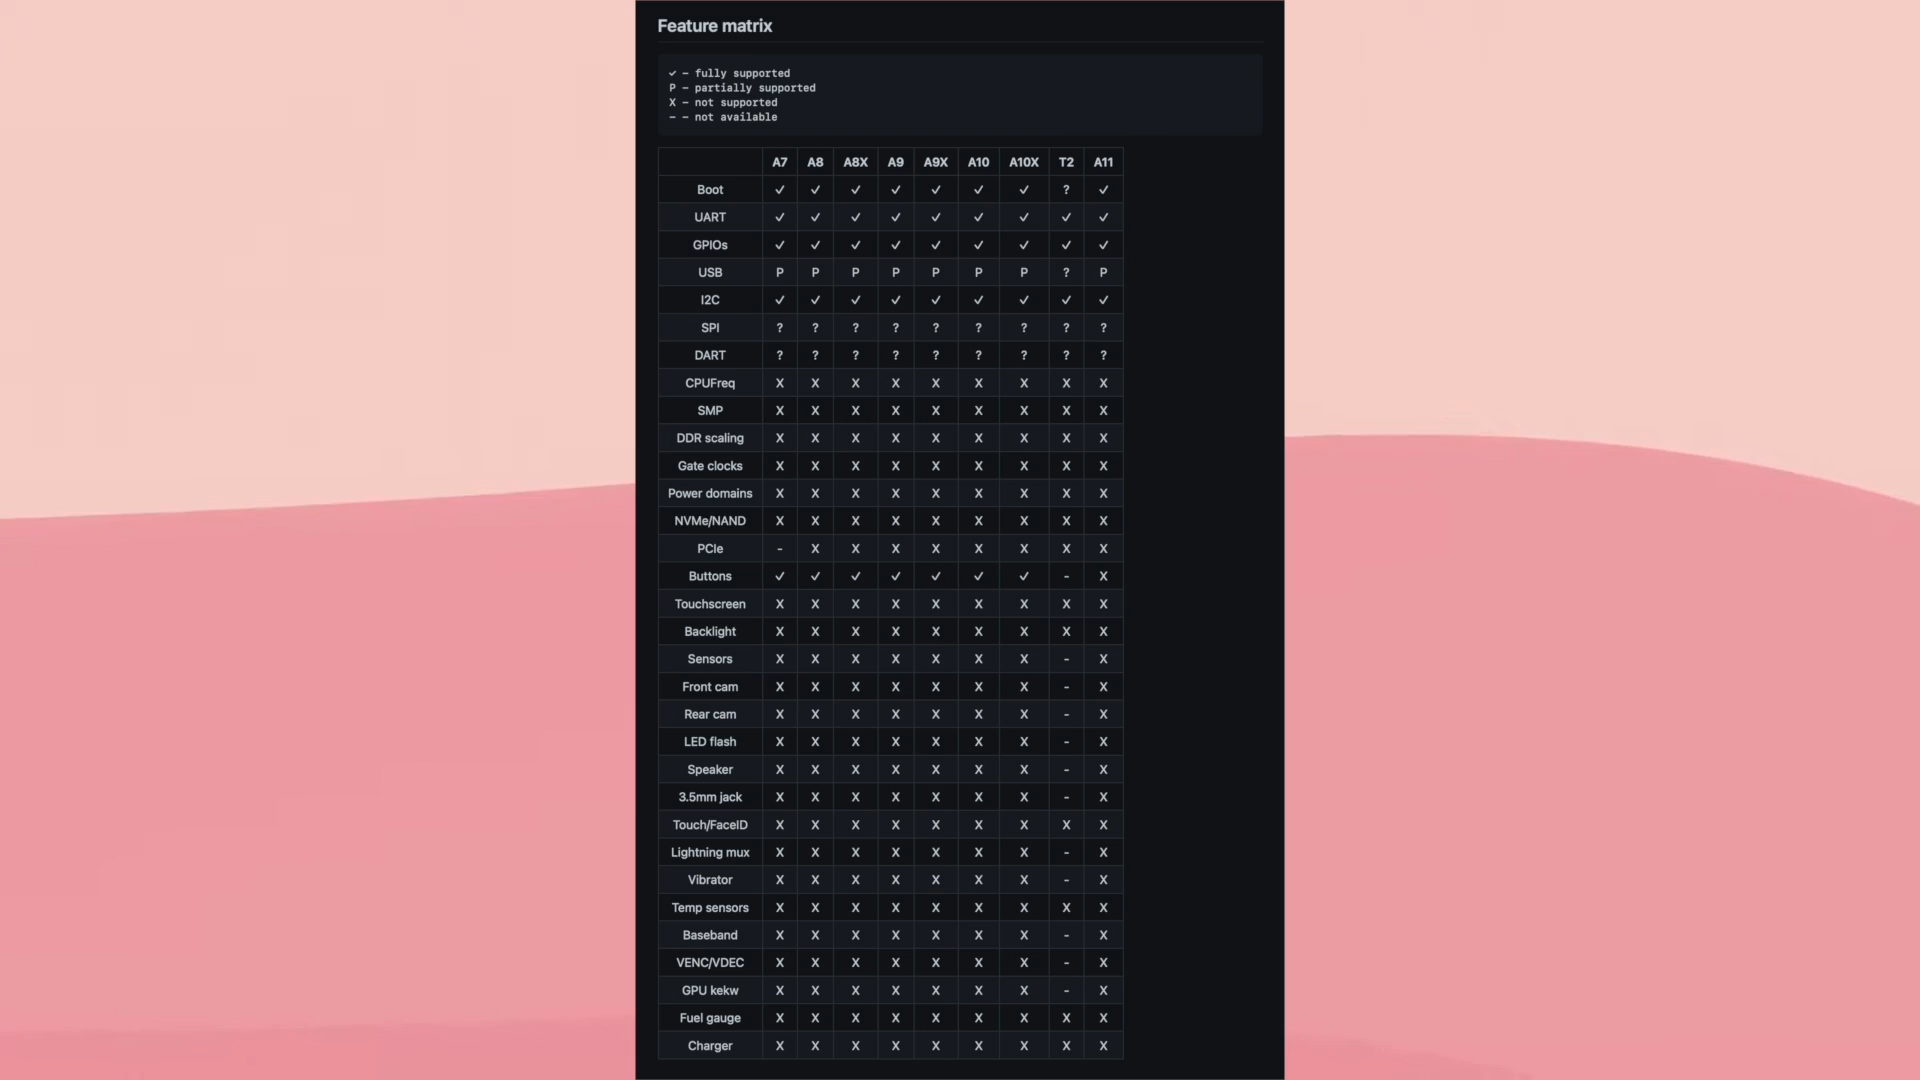 Feature matrix
✓ – fully supported
P – partially supported
X – not supported
- – not available
A7 A8 A8X A9 A9X A10 A10X T2 A11
Boot ✓ ✓ ✓ ✓ ✓ ✓ ✓ ? ✓
UART ✓ ✓ ✓ ✓ ✓ ✓ ✓ ✓ ✓
GPIOs ✓ ✓ ✓ ✓ ✓ ✓ ✓ ✓ ✓
USB P P P P P P P ? P
I2C ✓ ✓ ✓ ✓ ✓ ✓ ✓ ✓ ✓
SPI ? ? ? ? ? ? ? ? ?
DART ? ? ? ? ? ? ? ? ?
CPUFreq X X X X X X X X X
SMP X X X X X X X X X
DDR scaling X X X X X X X X X
Gate clocks X X X X X X X X X
Power domains X X X X X X X X X
NVMe/NAND X X X X X X X X X
PCIe - X X X X X X X X
Buttons ✓ ✓ ✓ ✓ ✓ ✓ ✓ - X
Touchscreen X X X X X X X X X
Backlight X X X X X X X X X
Sensors X X X X X X X - X
Front cam X X X X X X X - X
Rear cam X X X X X X X - X
LED flash X X X X X X X - X
Speaker X X X X X X X - X
3.5mm jack X X X X X X X - X
Touch/FaceID X X X X X X X X X
Lightning mux X X X X X X X - X
Vibrator X X X X X X X - X
Temp sensors X X X X X X X X X
Baseband X X X X X X X - X
VENC/VDEC X X X X X X X - X
GPU kekw X X X X X X X - X
Fuel gauge X X X X X X X X X
Charger X X X X X X X X X